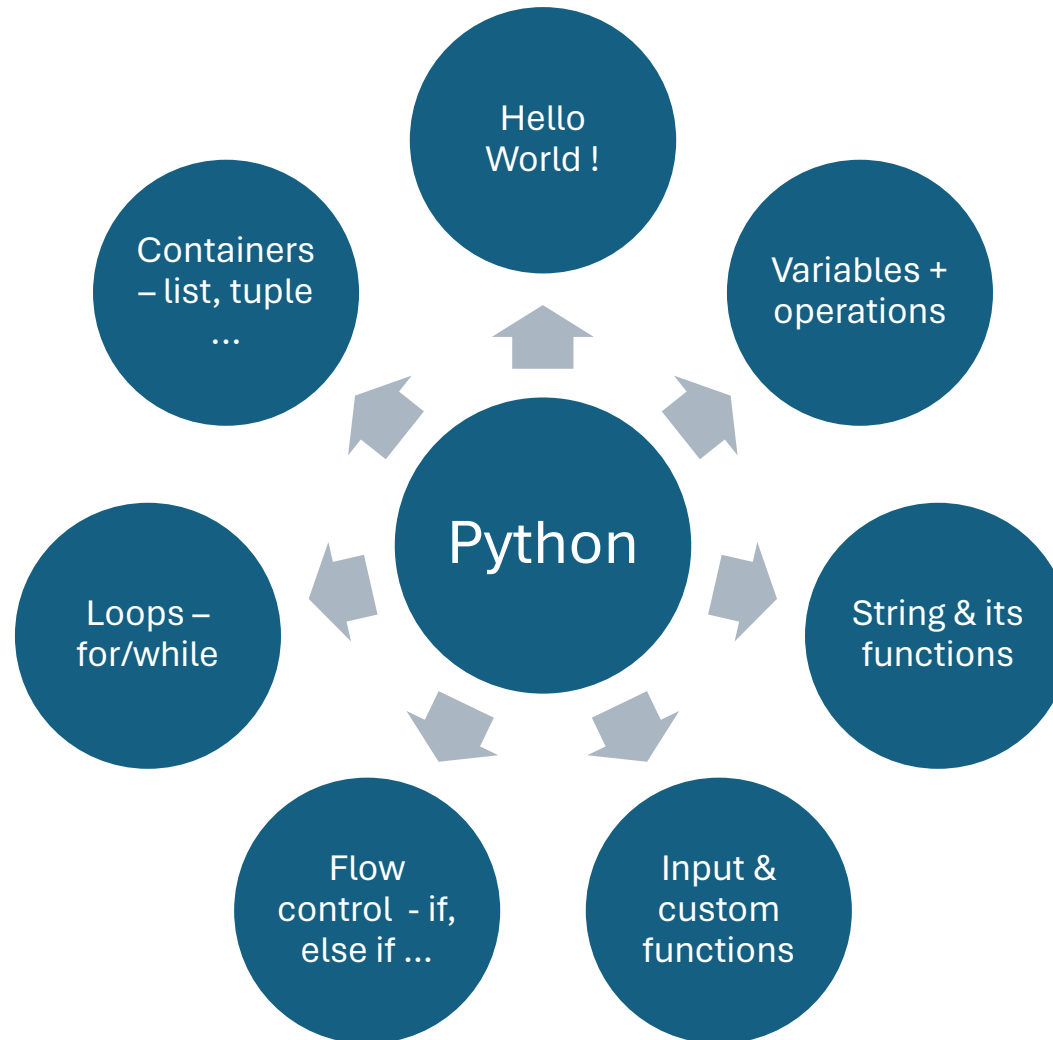 Hello
World !
Variables +
operations
String & its
functions
Input &
custom
functions
Flow
control  - if,
else if ...
Loops –
for/while
Containers
– list, tuple
...
Python